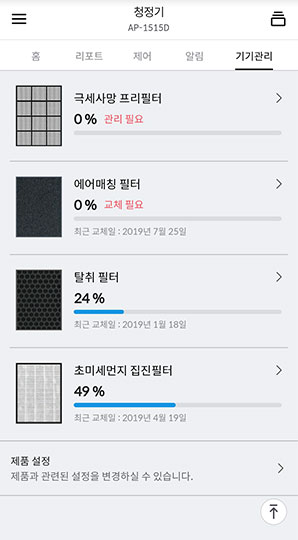 청정기
AP-1515D
홈 리포트 제어 알림 기기관리
극세사망 프리필터
0 % 관리 필요
에어매칭 필터
0 % 교체 필요
최근 교체일 : 2019년 7월 25일
탈취 필터
24 %
최근 교체일 : 2019년 1월 18일
초미세먼지 집진필터
49 %
최근 교체일 : 2019년 4월 19일
제품 설정
제품과 관련된 설정을 변경하실 수 있습니다.